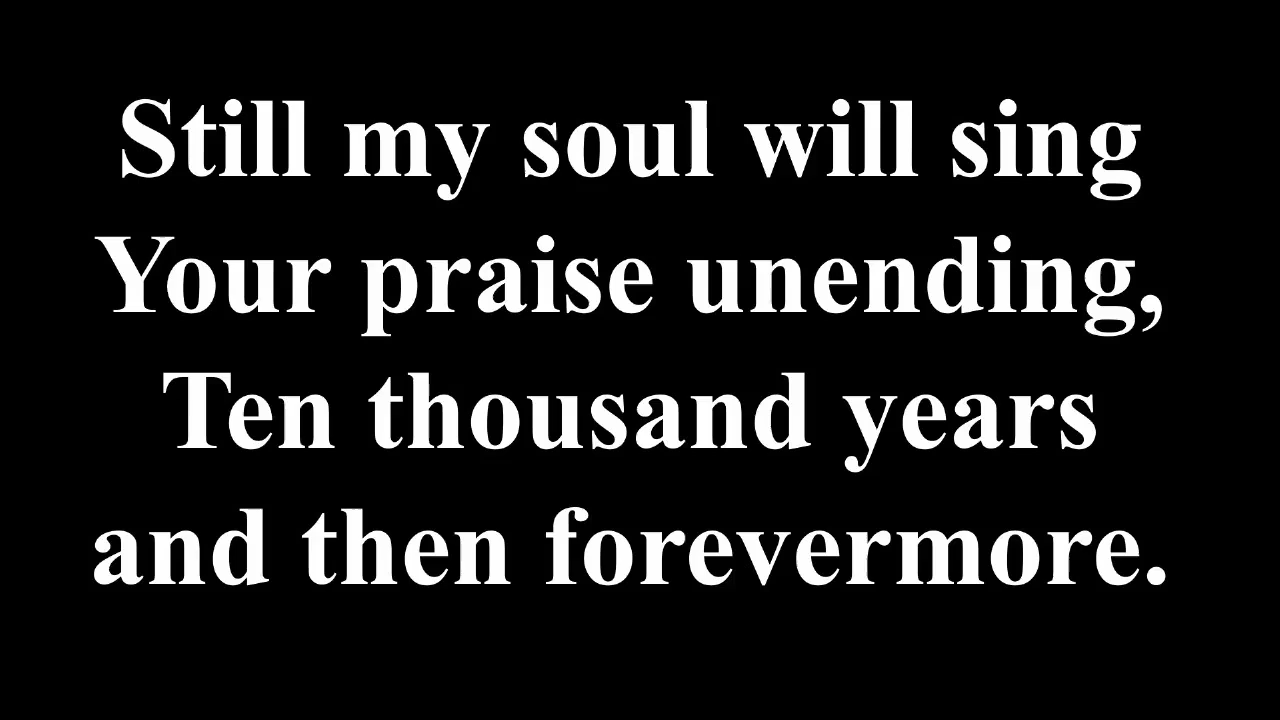 Still my soul will sing
Your praise unending,
Ten thousand years
and then forevermore.